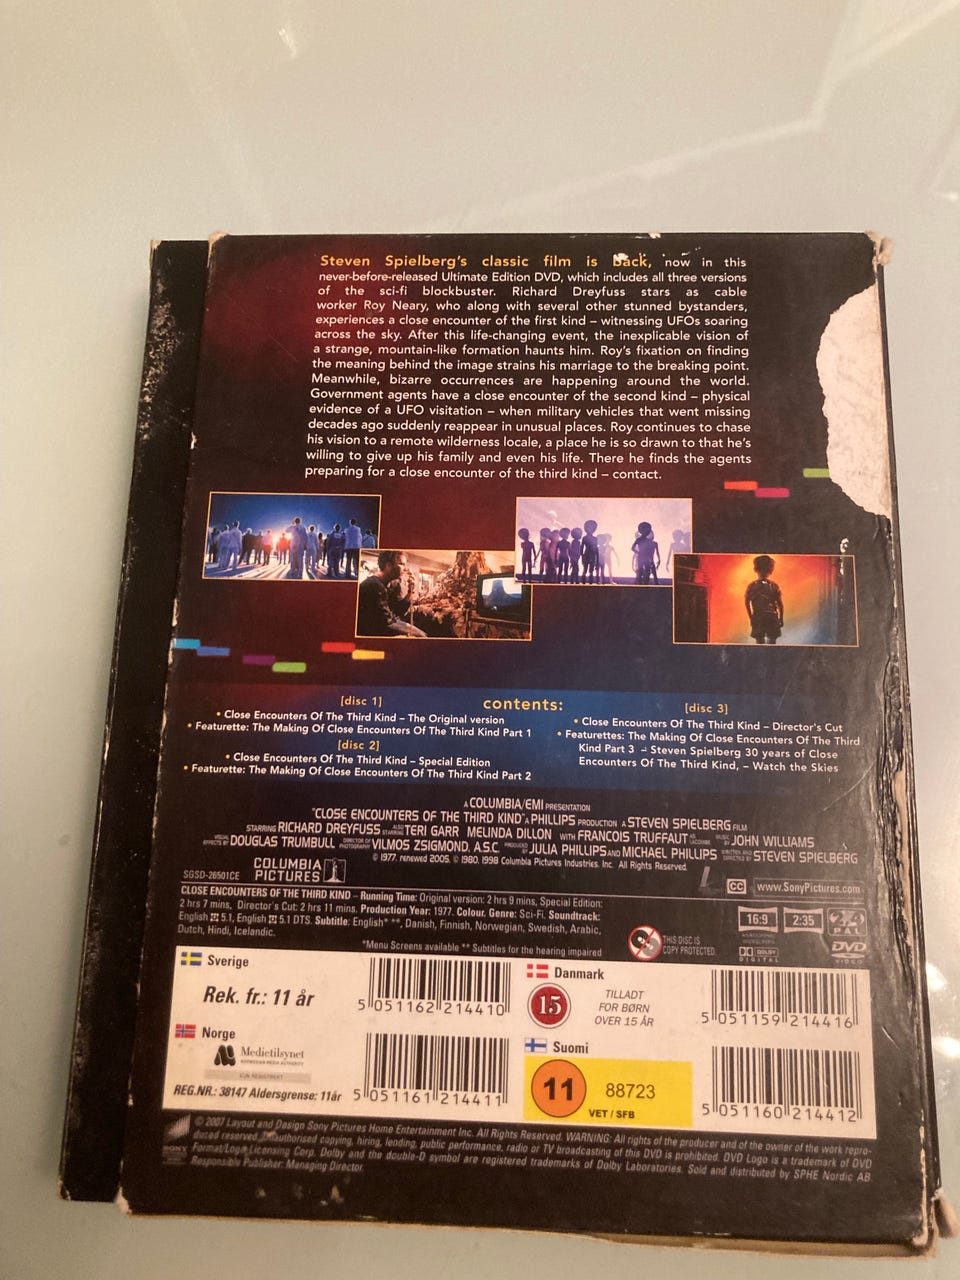 Steven Spielberg's classic film is back, now in this
never-before-released Ultimate Edition DVD, which includes all three versions
of the sci-fi blockbuster. Richard Dreyfuss stars as cable
worker Roy Neary, who along with several other stunned bystanders,
experiences a close encounter of the first kind – witnessing UFOs soaring
across the sky. After this life-changing event, the inexplicable vision of
a strange, mountain-like formation haunts him. Roy's fixation on finding
the meaning behind the image strains his marriage to the breaking point.
Meanwhile, bizarre occurrences are happening around the world.
Government agents have a close encounter of the second kind – physical
evidence of a UFO visitation – when military vehicles that went missing
decades ago suddenly reappear in unusual places. Roy continues to chase
his vision to a remote wilderness locale, a place he is so drawn to that he's
willing to give up his family and even his life. There he finds the agents
preparing for a close encounter of the third kind – contact.
contents:
[disc 1]
• Close Encounters Of The Third Kind – The Original version
• Featurette: The Making Of Close Encounters Of The Third Kind Part 1
[disc 2]
• Close Encounters Of The Third Kind – Special Edition
• Featurette: The Making Of Close Encounters Of The Third Kind Part 2
[disc 3]
• Close Encounters Of The Third Kind – Director's Cut
• Featurettes: The Making Of Close Encounters Of The Third
Kind Part 3 – Steven Spielberg 30 years of Close
Encounters Of The Third Kind, – Watch the Skies
A COLUMBIA/EMI PRESENTATION
"CLOSE ENCOUNTERS OF THE THIRD KIND" A PHILLIPS PRODUCTION A STEVEN SPIELBERG FILM
STARRING RICHARD DREYFUSS ALSO STARRING TERI GARR MELINDA DILLON WITH FRANCOIS TRUFFAUT AS LACOMBE MUSIC BY JOHN WILLIAMS
VISUAL EFFECTS BY DOUGLAS TRUMBULL DIRECTOR OF PHOTOGRAPHY VILMOS ZSIGMOND, A.S.C. PRODUCED BY JULIA PHILLIPS AND MICHAEL PHILLIPS WRITTEN AND DIRECTED BY STEVEN SPIELBERG
© 1977, renewed 2005, © 1980, 1998 Columbia Pictures Industries, Inc. All Rights Reserved.
COLUMBIA
PICTURES
SGSD-26501CE
CC
www.SonyPictures.com
CLOSE ENCOUNTERS OF THE THIRD KIND – Running Time: Original version: 2 hrs 9 mins, Special Edition:
2 hrs 7 mins, Director's Cut: 2 hrs 11 mins. Production Year: 1977. Colour. Genre: Sci-Fi. Soundtrack:
English 5.1, English 5.1 DTS. Subtitle: English* **, Danish, Finnish, Norwegian, Swedish, Arabic,
Dutch, Hindi, Icelandic.
*Menu Screens available ** Subtitles for the hearing impaired
THIS DISC IS
COPY PROTECTED.
16:9
2:35
PAL
DOLBY
DIGITAL
DVD
VIDEO
Sverige
Rek. fr.: 11 år
5 051162 214410
Danmark
15
TILLADT
FOR BØRN
OVER 15 ÅR
5 051159 214416
Norge
Medietilsynet
NORWEGIAN MEDIA AUTHORITY
KUN REGISTRERT
REG.NR.: 38147 Aldersgrense: 11år
5 051161 214411
Suomi
11
88723
VET / SFB
5 051160 214412
SONY
© 2007 Layout and Design Sony Pictures Home Entertainment Inc. All Rights Reserved. WARNING: All rights of the producer and of the owner of the work repro-
duced reserved. Unauthorised copying, hiring, lending, public performance, radio or TV broadcasting of this DVD is prohibited. DVD Logo is a trademark of DVD
Format/Logo Licensing Corp. Dolby and the double-D symbol are registered trademarks of Dolby Laboratories. Sold and distributed by SPHE Nordic AB.
Responsible Publisher: Managing Director.